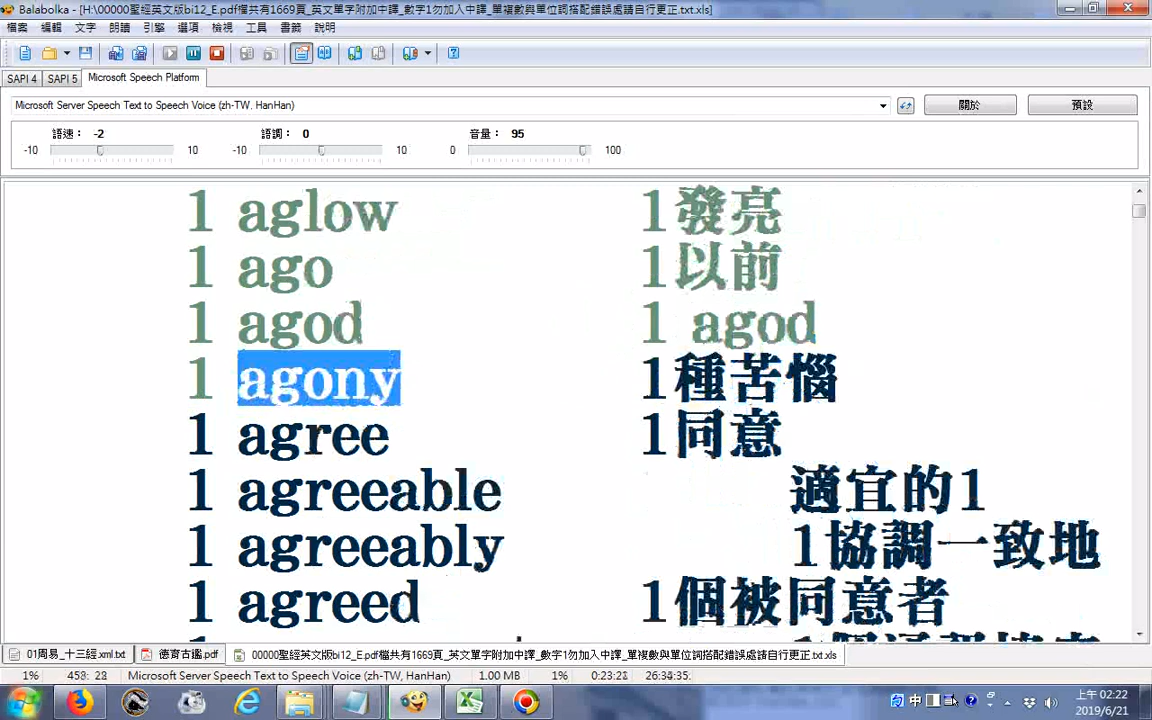 Balabolka - [H:\00000聖經英文版bi12_E.pdf檔共有1669頁_英文單字附加中譯_數字1勿加入中譯_單複數與單位詞搭配錯誤處請自行更正.txt.xls]
檔案 編輯 文字 朗讀 引擎 選項 檢視 工具 書籤 說明
SAPI 4 SAPI 5 Microsoft Speech Platform
Microsoft Server Speech Text to Speech Voice (zh-TW, HanHan) 關於 預設
語速： -2 語調： 0 音量： 95
-10 10 -10 10 0 100
1 aglow 1發亮
1 ago 1以前
1 agod 1 agod
1 agony 1種苦惱
1 agree 1同意
1 agreeable 適宜的1
1 agreeably 1協調一致地
1 agreed 1個被同意者
01周易_十三經.xml.txt 德育古鑑.pdf 00000聖經英文版bi12_E.pdf檔共有1669頁_英文單字附加中譯_數字1勿加入中譯_單複數與單位詞搭配錯誤處請自行更正.txt.xls
1% 458: 28 Microsoft Server Speech Text to Speech Voice (zh-TW, HanHan) 1.00 MB 1% 0:23:28 26:34:35.
中 上午 02:22
2019/6/21